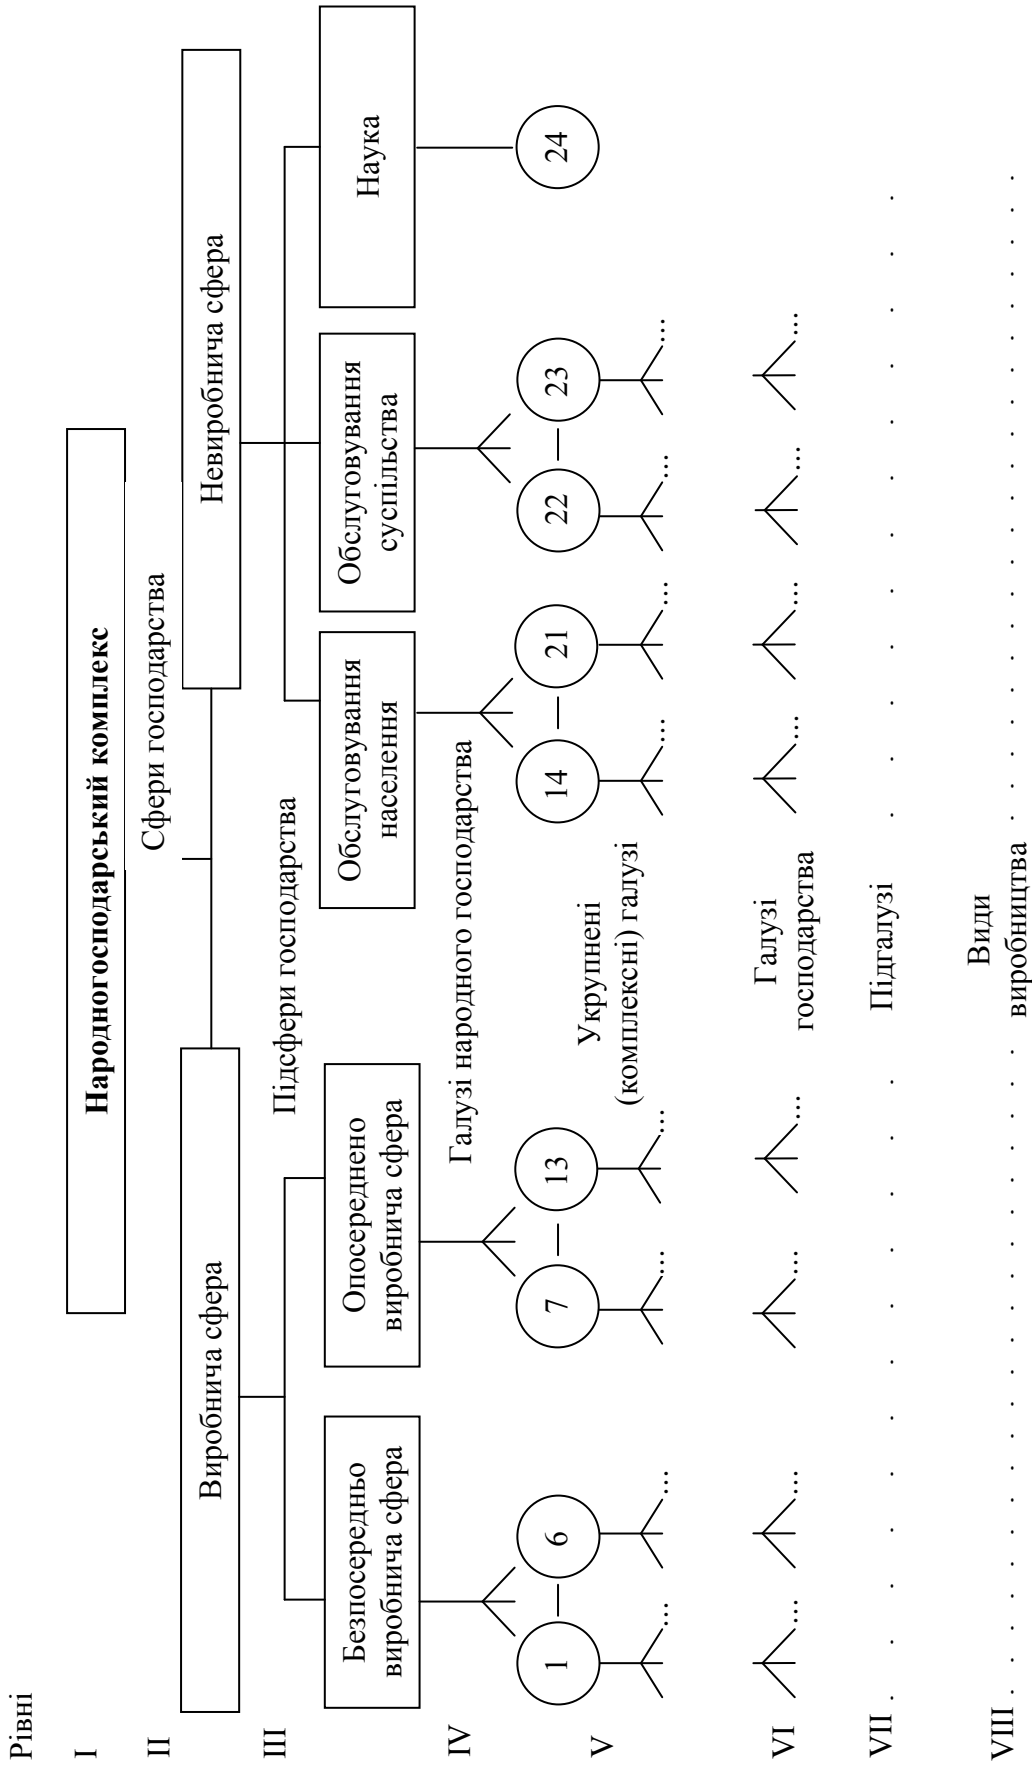 Рівні
I
Народногосподарський комплекс
II
Сфери господарства
Виробнича сфера
Невиробнича сфера
III
Підсфери господарства
Безпосередньо
виробнича сфера
Опосереднено
виробнича сфера
Обслуговування
населення
Обслуговування
суспільства
Наука
IV
Галузі народного господарства
1
6
7
13
14
21
22
23
24
V
Укрупнені
(комплексні) галузі
... ... ... ... ... ... ... ...
VI
Галузі
господарства
... ... ... ... ... ... ... ...
VII
Підгалузі
VIII
Види
виробництва